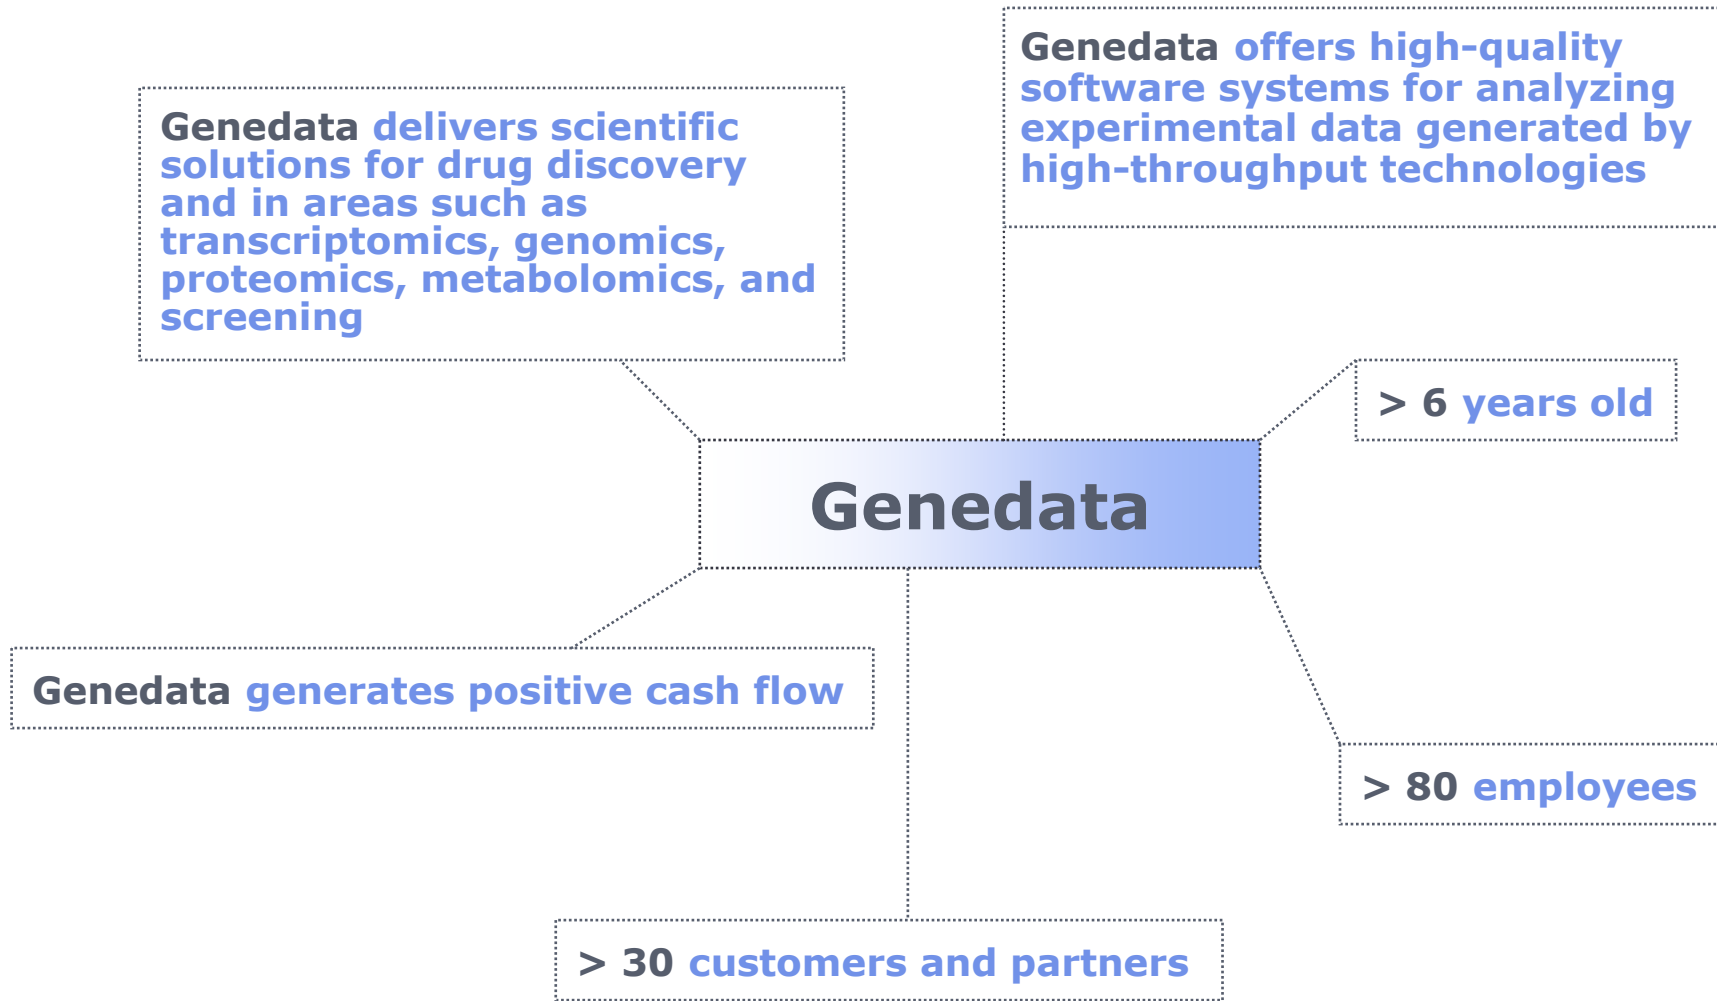 Genedata offers high-quality
software systems for analyzing
experimental data generated by
high-throughput technologies
Genedata delivers scientific
solutions for drug discovery
and in areas such as
transcriptomics, genomics,
proteomics, metabolomics, and
screening
> 6 years old
Genedata
Genedata generates positive cash flow
> 80 employees
> 30 customers and partners